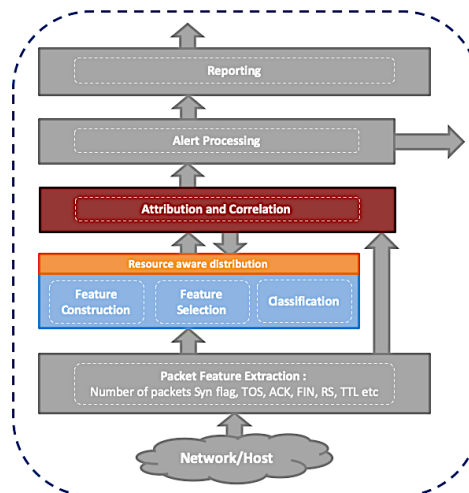 Reporting
Alert Processing
Attribution and Correlation
Resource aware distribution
Feature
Construction
Feature
Selection
Classification
Packet Feature Extraction :
Number of packets Syn flag, TOS, ACK, FIN, RS, TTL etc
Network/Host